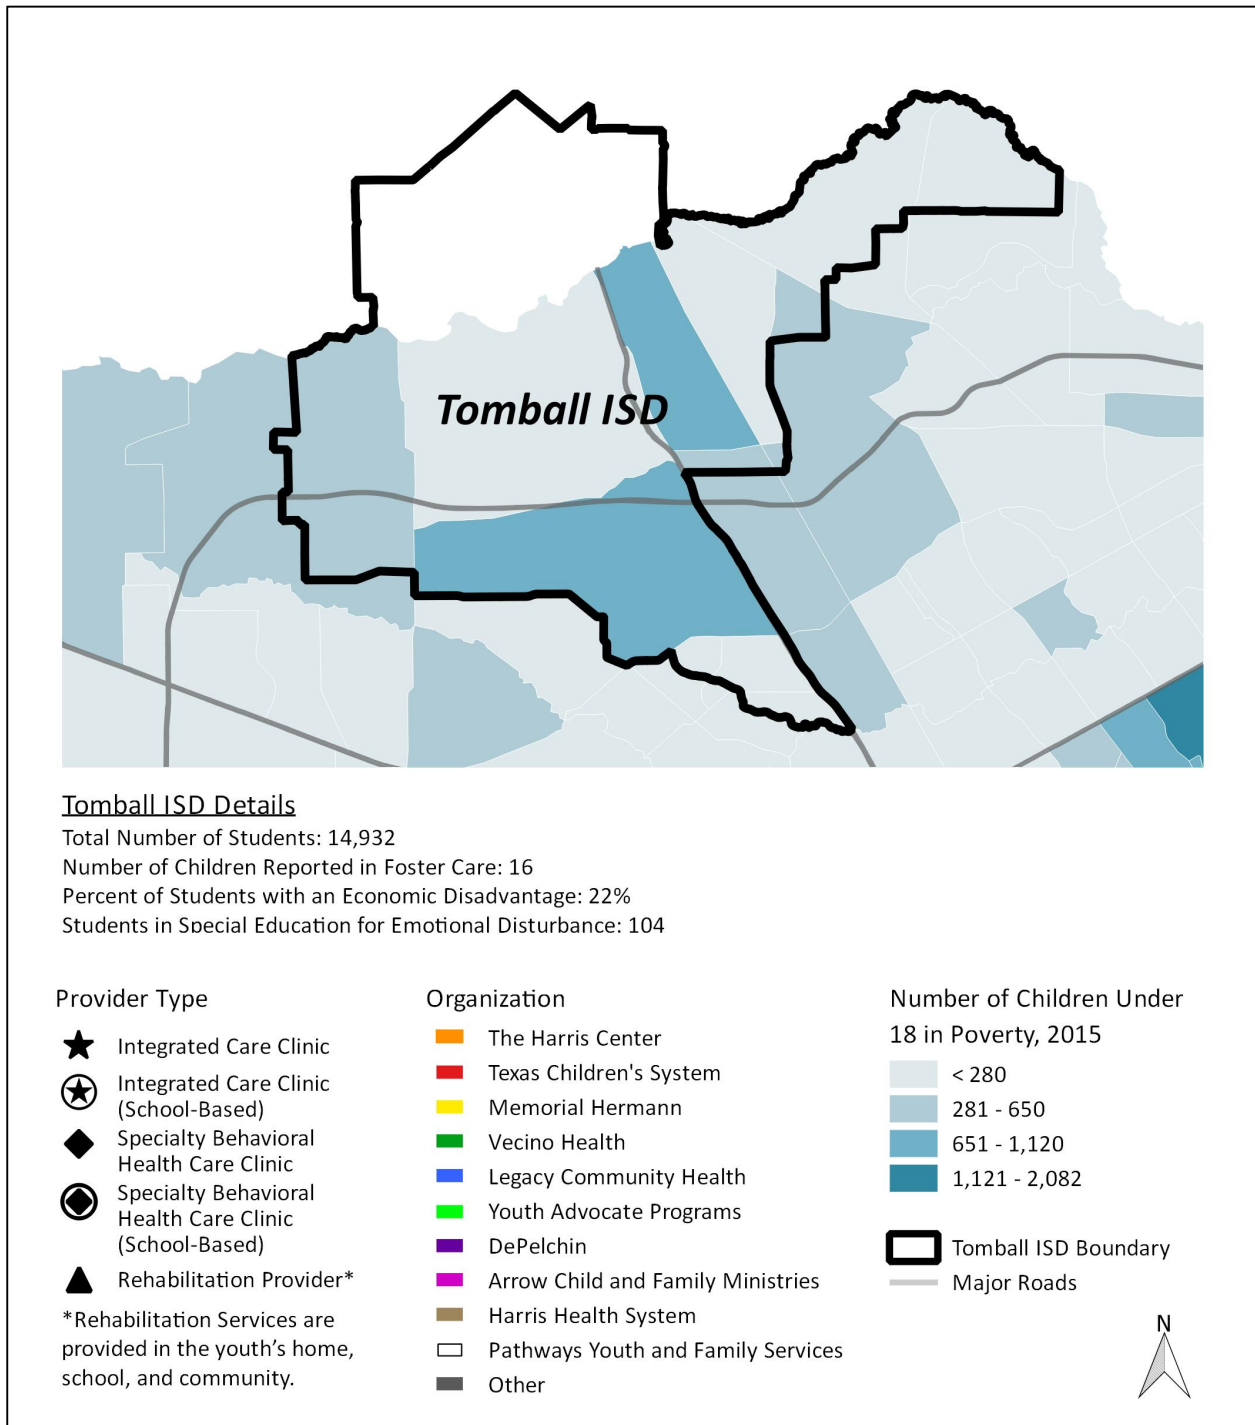 Tomball ISD
Tomball ISD Details
Total Number of Students: 14,932
Number of Children Reported in Foster Care: 16
Percent of Students with an Economic Disadvantage: 22%
Students in Special Education for Emotional Disturbance: 104
Provider Type
Integrated Care Clinic
Integrated Care Clinic
(School-Based)
Specialty Behavioral
Health Care Clinic
Specialty Behavioral
Health Care Clinic
(School-Based)
Rehabilitation Provider*
*Rehabilitation Services are
provided in the youth’s home,
school, and community.
Organization
The Harris Center
Texas Children's System
Memorial Hermann
Vecino Health
Legacy Community Health
Youth Advocate Programs
DePelchin
Arrow Child and Family Ministries
Harris Health System
Pathways Youth and Family Services
Other
Number of Children Under
18 in Poverty, 2015
< 280
281 - 650
651 - 1,120
1,121 - 2,082
Tomball ISD Boundary
Major Roads
N